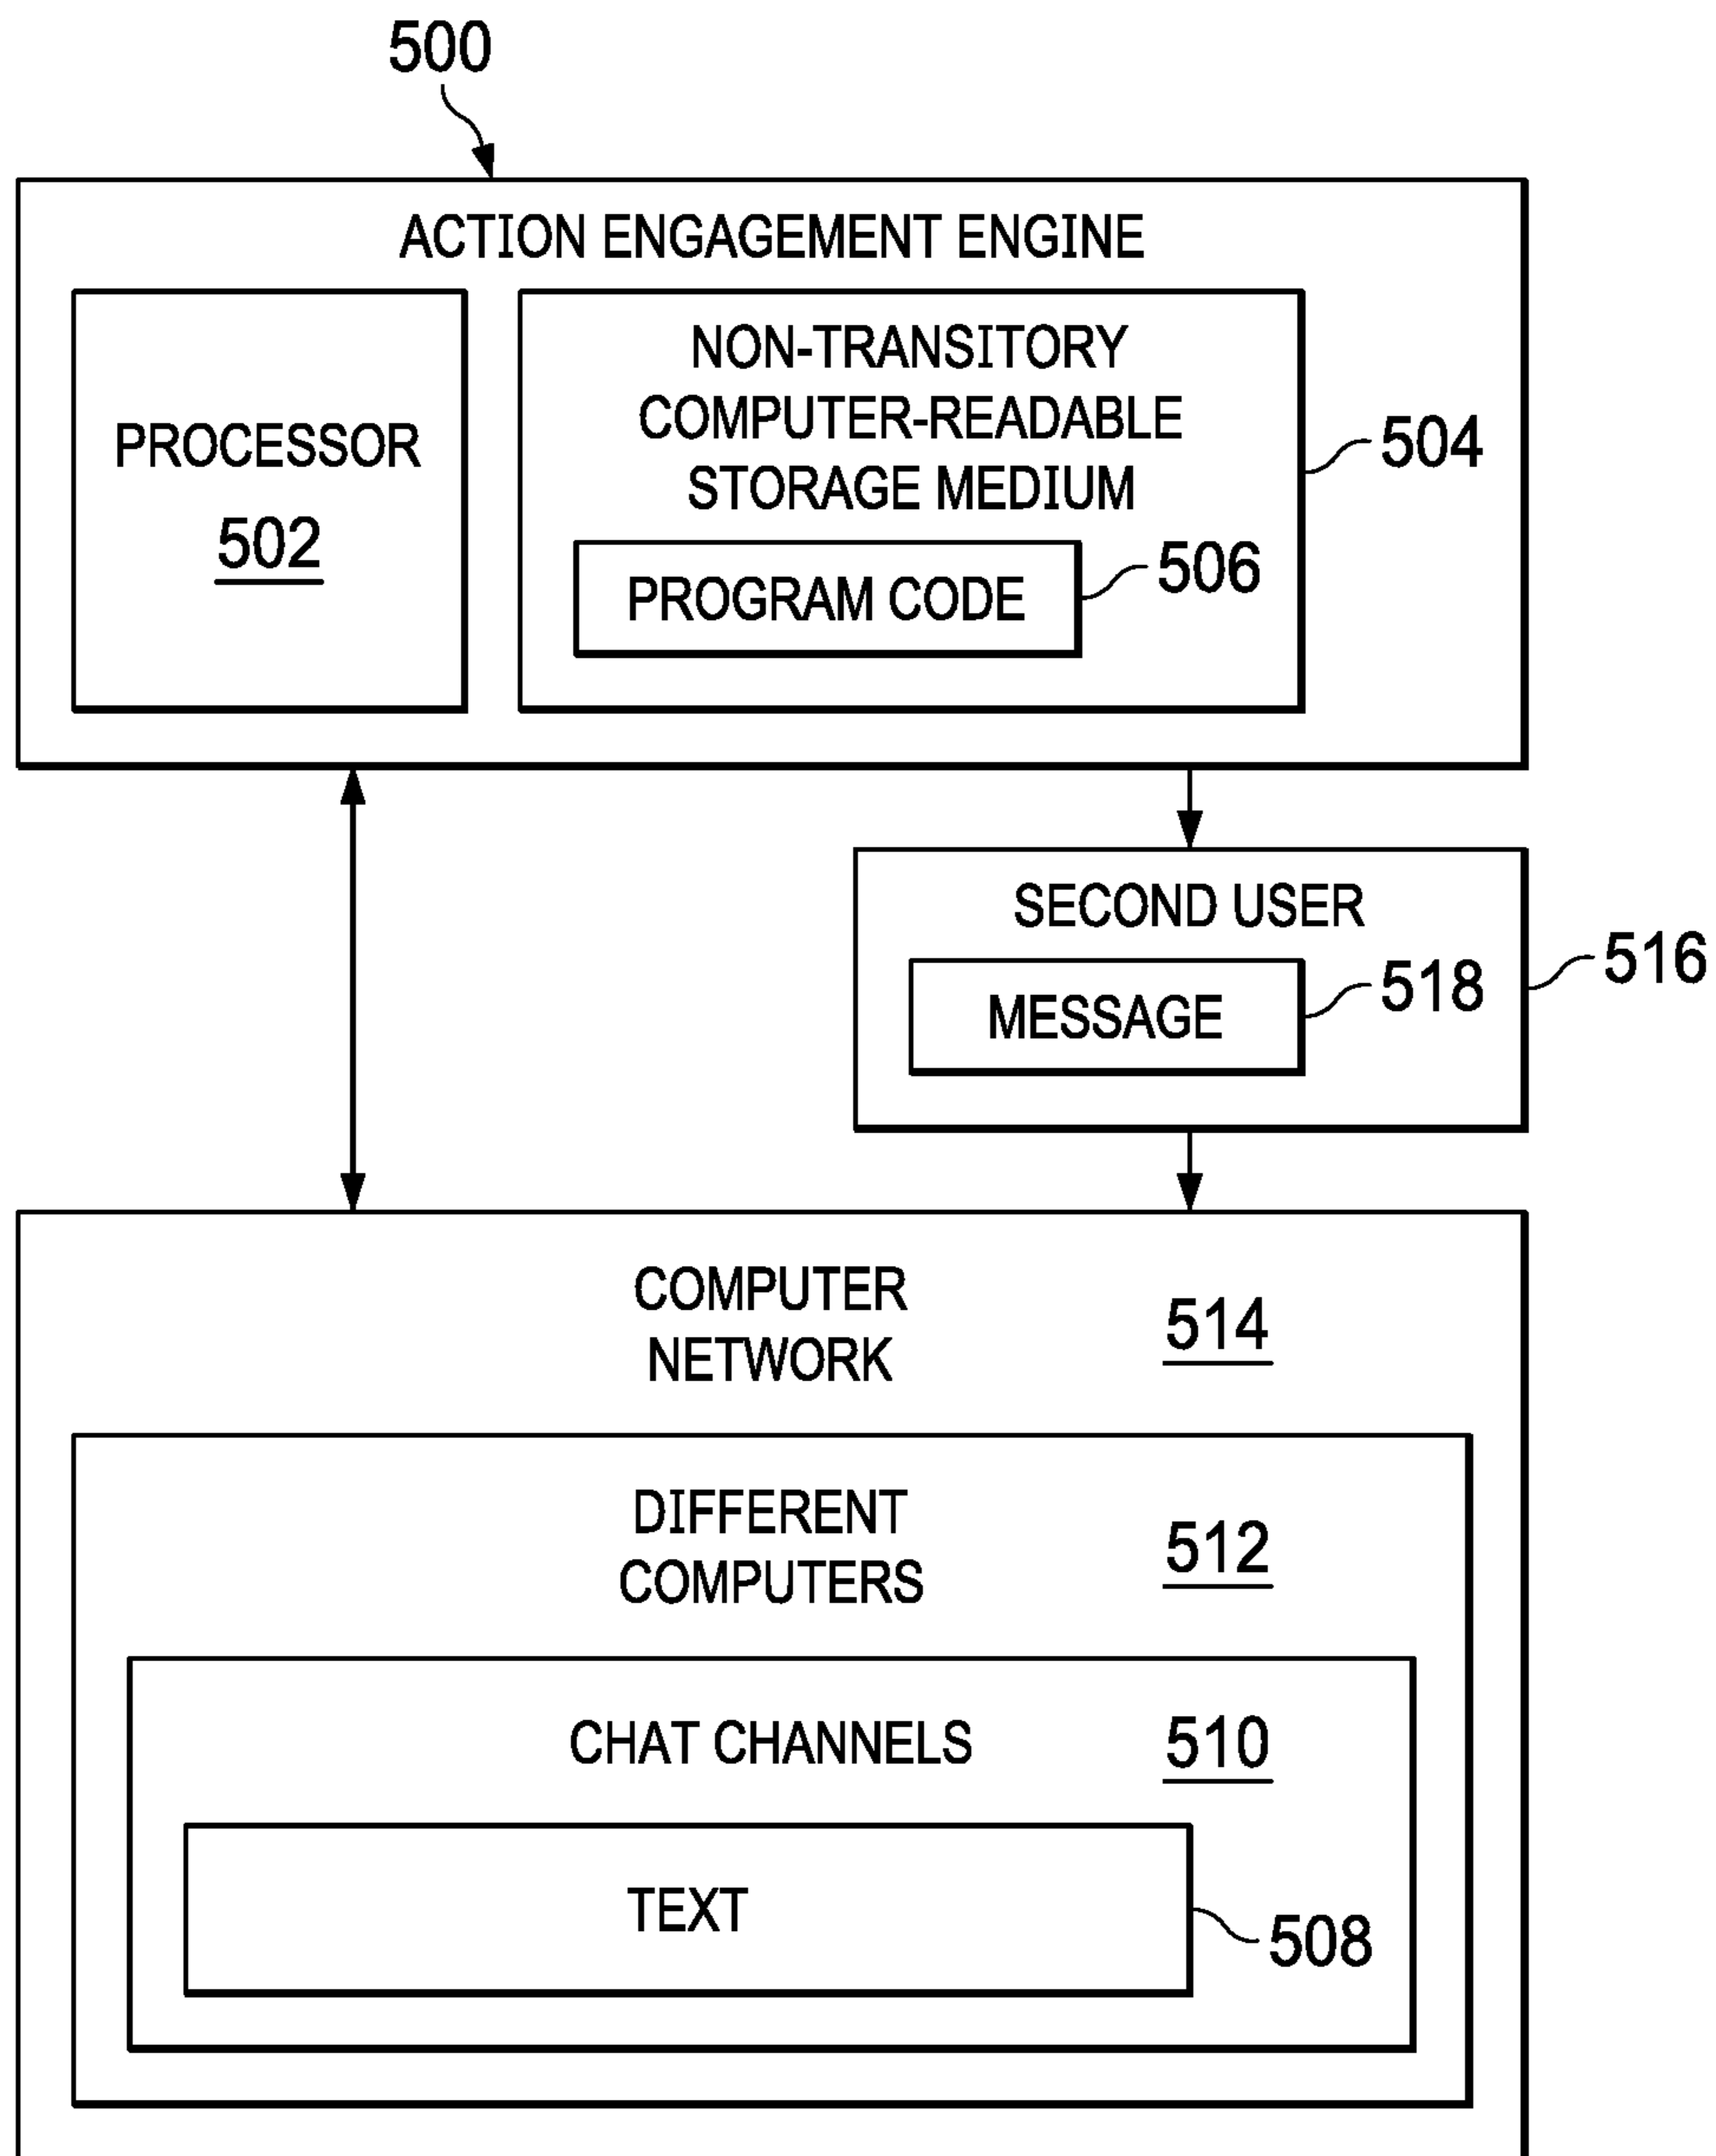 500
ACTION ENGAGEMENT ENGINE
PROCESSOR
502
NON-TRANSITORY
COMPUTER-READABLE
STORAGE MEDIUM
504
PROGRAM CODE
506
SECOND USER
516
MESSAGE
518
COMPUTER
NETWORK
514
DIFFERENT
COMPUTERS
512
CHAT CHANNELS
510
TEXT
508